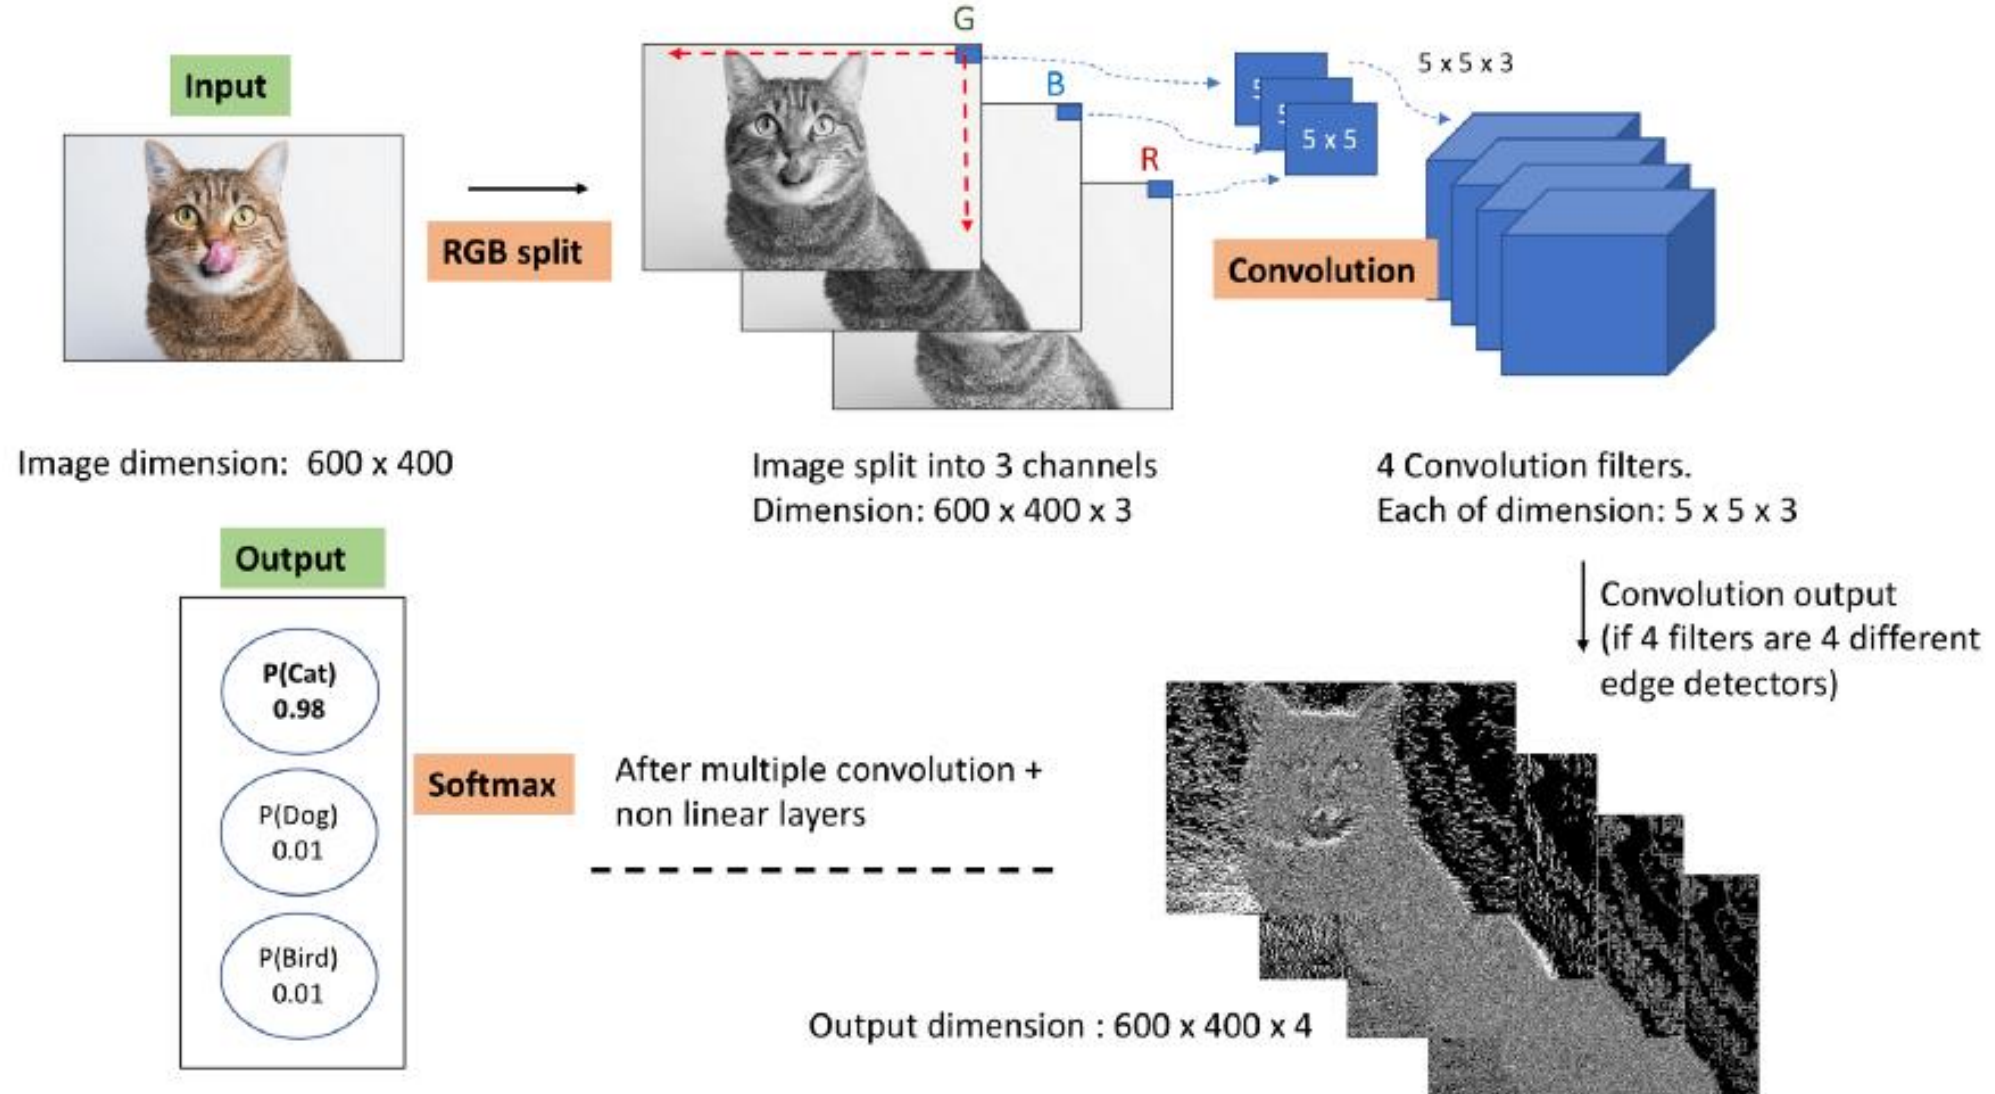 Input
RGB split
G
B
R
5
5
5 x 5
5 x 5 x 3
Convolution
Image dimension: 600 x 400
Image split into 3 channels
Dimension: 600 x 400 x 3
4 Convolution filters.
Each of dimension: 5 x 5 x 3
Convolution output
(if 4 filters are 4 different
edge detectors)
Output dimension : 600 x 400 x 4
After multiple convolution +
non linear layers
Softmax
Output
P(Cat)
0.98
P(Dog)
0.01
P(Bird)
0.01